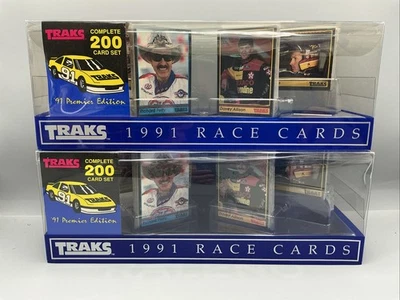 TRAKS
COMPLETE
200
CARD SET
91
'91 Premier Edition
TRAKS 1991 RACE CARDS
TRAKS
COMPLETE
200
CARD SET
91
'91 Premier Edition
TRAKS 1991 RACE CARDS